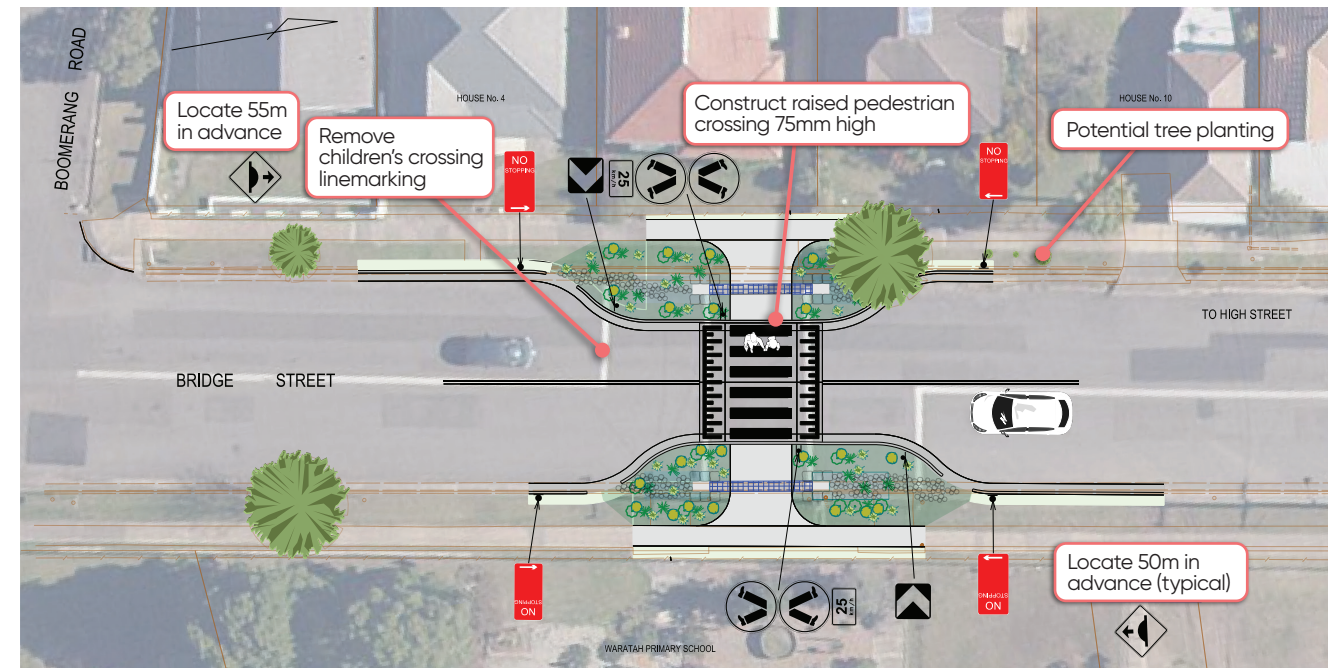 BOOMERANG ROAD
Locate 55m
in advance
Remove
children's crossing
linemarking
HOUSE No. 4
NO
STOPPING
25
km/h
Construct raised pedestrian
crossing 75mm high
HOUSE No. 10
NO
STOPPING
Potential tree planting
TO HIGH STREET
BRIDGE STREET
NO
STOPPING
25
km/h
NO
STOPPING
Locate 50m in
advance (typical)
WARATAH PRIMARY SCHOOL